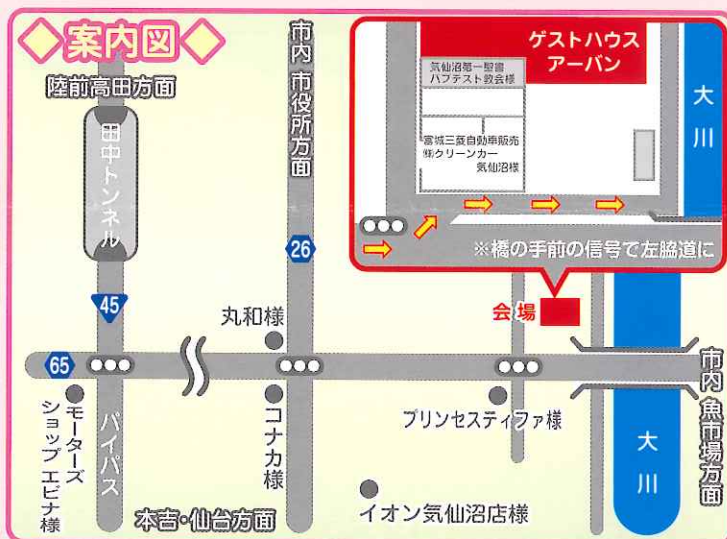 ◇案内図◇
陸前高田方面
田中トンネル
45
65
モーターズ
ショップ エビナ様
バイパス
本吉・仙台方面
市内 市役所方面
26
丸和様
コナカ様
イオン気仙沼店様
プリンセスティファ様
会場
大川
市内 魚市場方面
ゲストハウス
アーバン
気仙沼第一聖書
バプテスト教会様
宮城三菱自動車販売
㈱クリーンカー
気仙沼様
大川
※橋の手前の信号で左脇道に